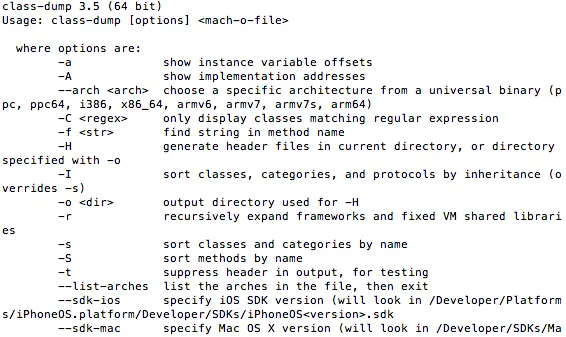 class-dump 3.5 (64 bit)
Usage: class-dump [options] <mach-o-file>
where options are:
-a show instance variable offsets
-A show implementation addresses
--arch <arch> choose a specific architecture from a universal binary (p
pc, ppc64, i386, x86_64, armv6, armv7, armv7s, arm64)
-C <regex> only display classes matching regular expression
-f <str> find string in method name
-H generate header files in current directory, or directory
specified with -o
-I sort classes, categories, and protocols by inheritance (o
verrides -s)
-o <dir> output directory used for -H
-r recursively expand frameworks and fixed VM shared librari
es
-s sort classes and categories by name
-S sort methods by name
-t suppress header in output, for testing
--list-arches list the arches in the file, then exit
--sdk-ios specify iOS SDK version (will look in /Developer/Platform
s/iPhoneOS.platform/Developer/SDKs/iPhoneOS<version>.sdk
--sdk-mac specify Mac OS X version (will look in /Developer/SDKs/Ma